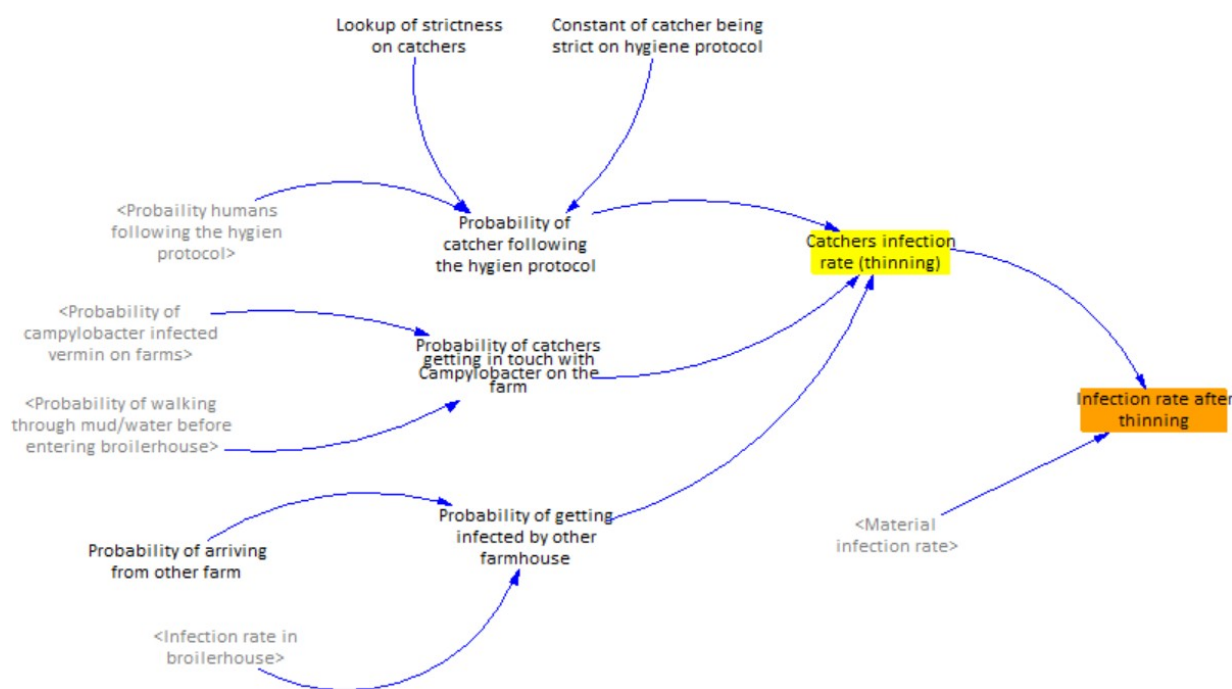 Lookup of strictness
on catchers
Constant of catcher being
strict on hygiene protocol
<Probaility humans
following the hygien
protocol>
Probability of
catcher following
the hygien protocol
Catchers infection
rate (thinning)
<Probability of
campylobacter infected
vermin on farms>
Probability of catchers
getting in touch with
Campylobacter on the
farm
<Probability of walking
through mud/water before
entering broilerhouse>
Infection rate after
thinning
Probability of arriving
from other farm
Probability of getting
infected by other
farmhouse
<Material
infection rate>
<Infection rate in
broilerhouse>